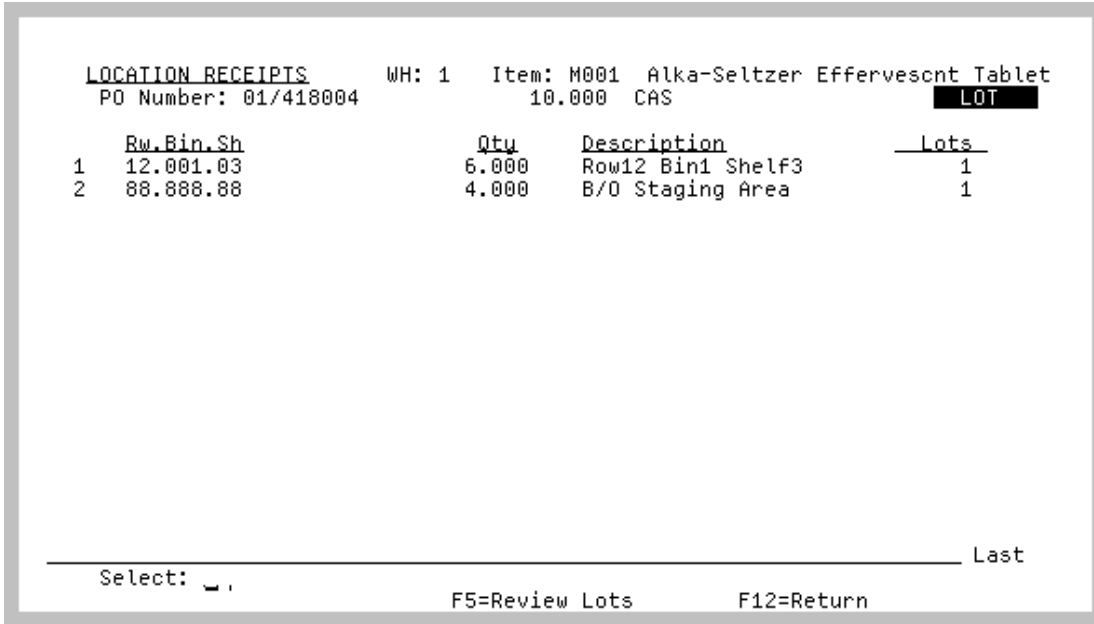 LOCATION RECEIPTS WH: 1 Item: M001 Alka-Seltzer Effervescnt Tablet
PO Number: 01/418004 10.000 CAS LOT
Rw.Bin.Sh Qty Description Lots
1 12.001.03 6.000 Row12 Bin1 Shelf3 1
2 88.888.88 4.000 B/O Staging Area 1
Last
Select:
F5=Review Lots F12=Return